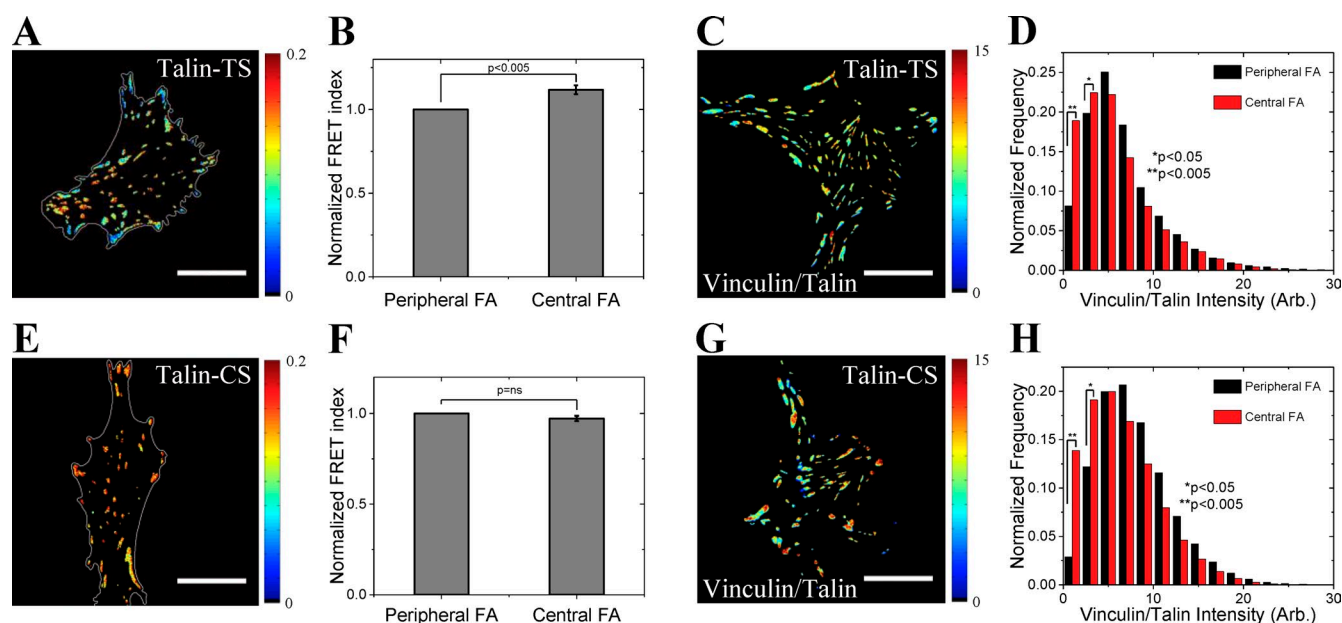 A
0.2
Talin-TS
0
B
Normalized FRET index
1.0
0.5
0.0
p<0.005
Peripheral FA
Central FA
C
15
Talin-TS
Vinculin/Talin
0
D
Normalized Frequency
0.25
0.20
0.15
0.10
0.05
0.00
Peripheral FA
Central FA
**
*
*p<0.05
**p<0.005
0
10
20
30
Vinculin/Talin Intensity (Arb.)
E
0.2
Talin-CS
0
F
Normalized FRET index
1.0
0.5
0.0
p=ns
Peripheral FA
Central FA
G
15
Talin-CS
Vinculin/Talin
0
H
Normalized Frequency
0.20
0.15
0.10
0.05
0.00
Peripheral FA
Central FA
**
*
*p<0.05
**p<0.005
0
10
20
30
Vinculin/Talin Intensity (Arb.)